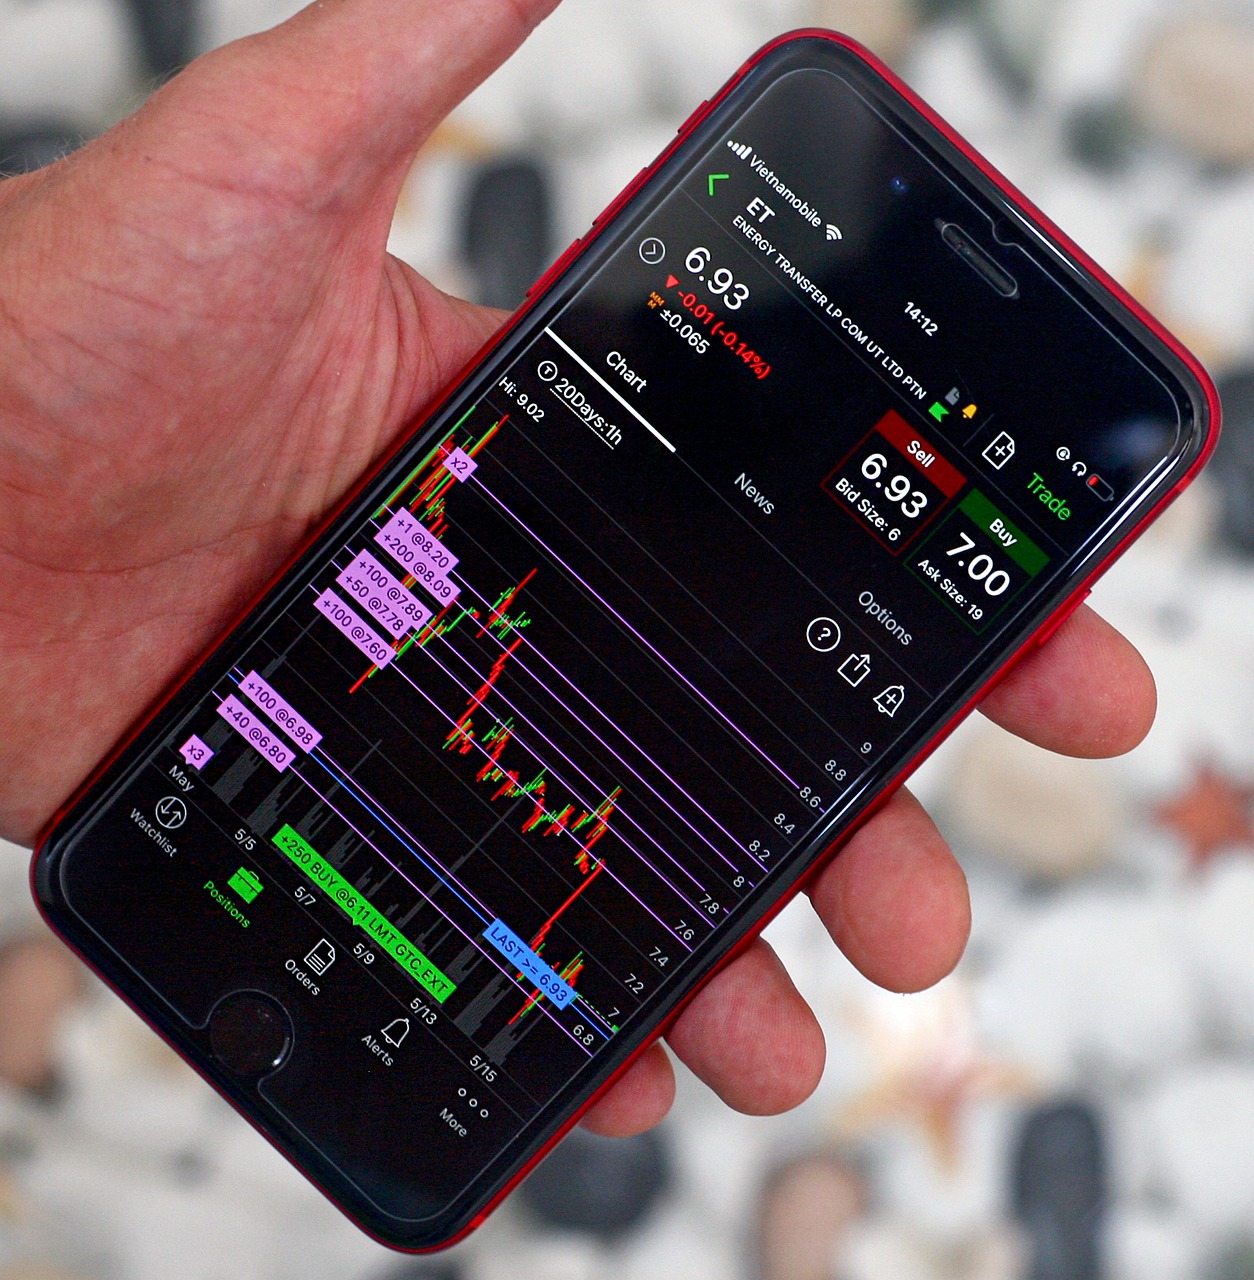 Vietnamobile
14:12
ET
ENERGY TRANSFER LP COM UT LTD PTN
Trade
6.93
-0.01 (-0.14%)
±0.065
Sell
6.93
Bid Size: 6
Buy
7.00
Ask Size: 19
Chart
News
Options
T
20Days:1h
?
Hi: 9.02
x2
+1 @8.20
+200 @8.09
+100 @7.89
+50 @7.78
+100 @7.60
+100 @6.98
+40 @6.80
x3
+250 BUY @6.11 LMT GTC_EXT
LAST >= 6.93
9
8.8
8.6
8.4
8.2
8
7.8
7.6
7.4
7.2
7
6.8
May
5/5
5/7
5/9
5/13
5/15
Watchlist
Positions
Orders
Alerts
More